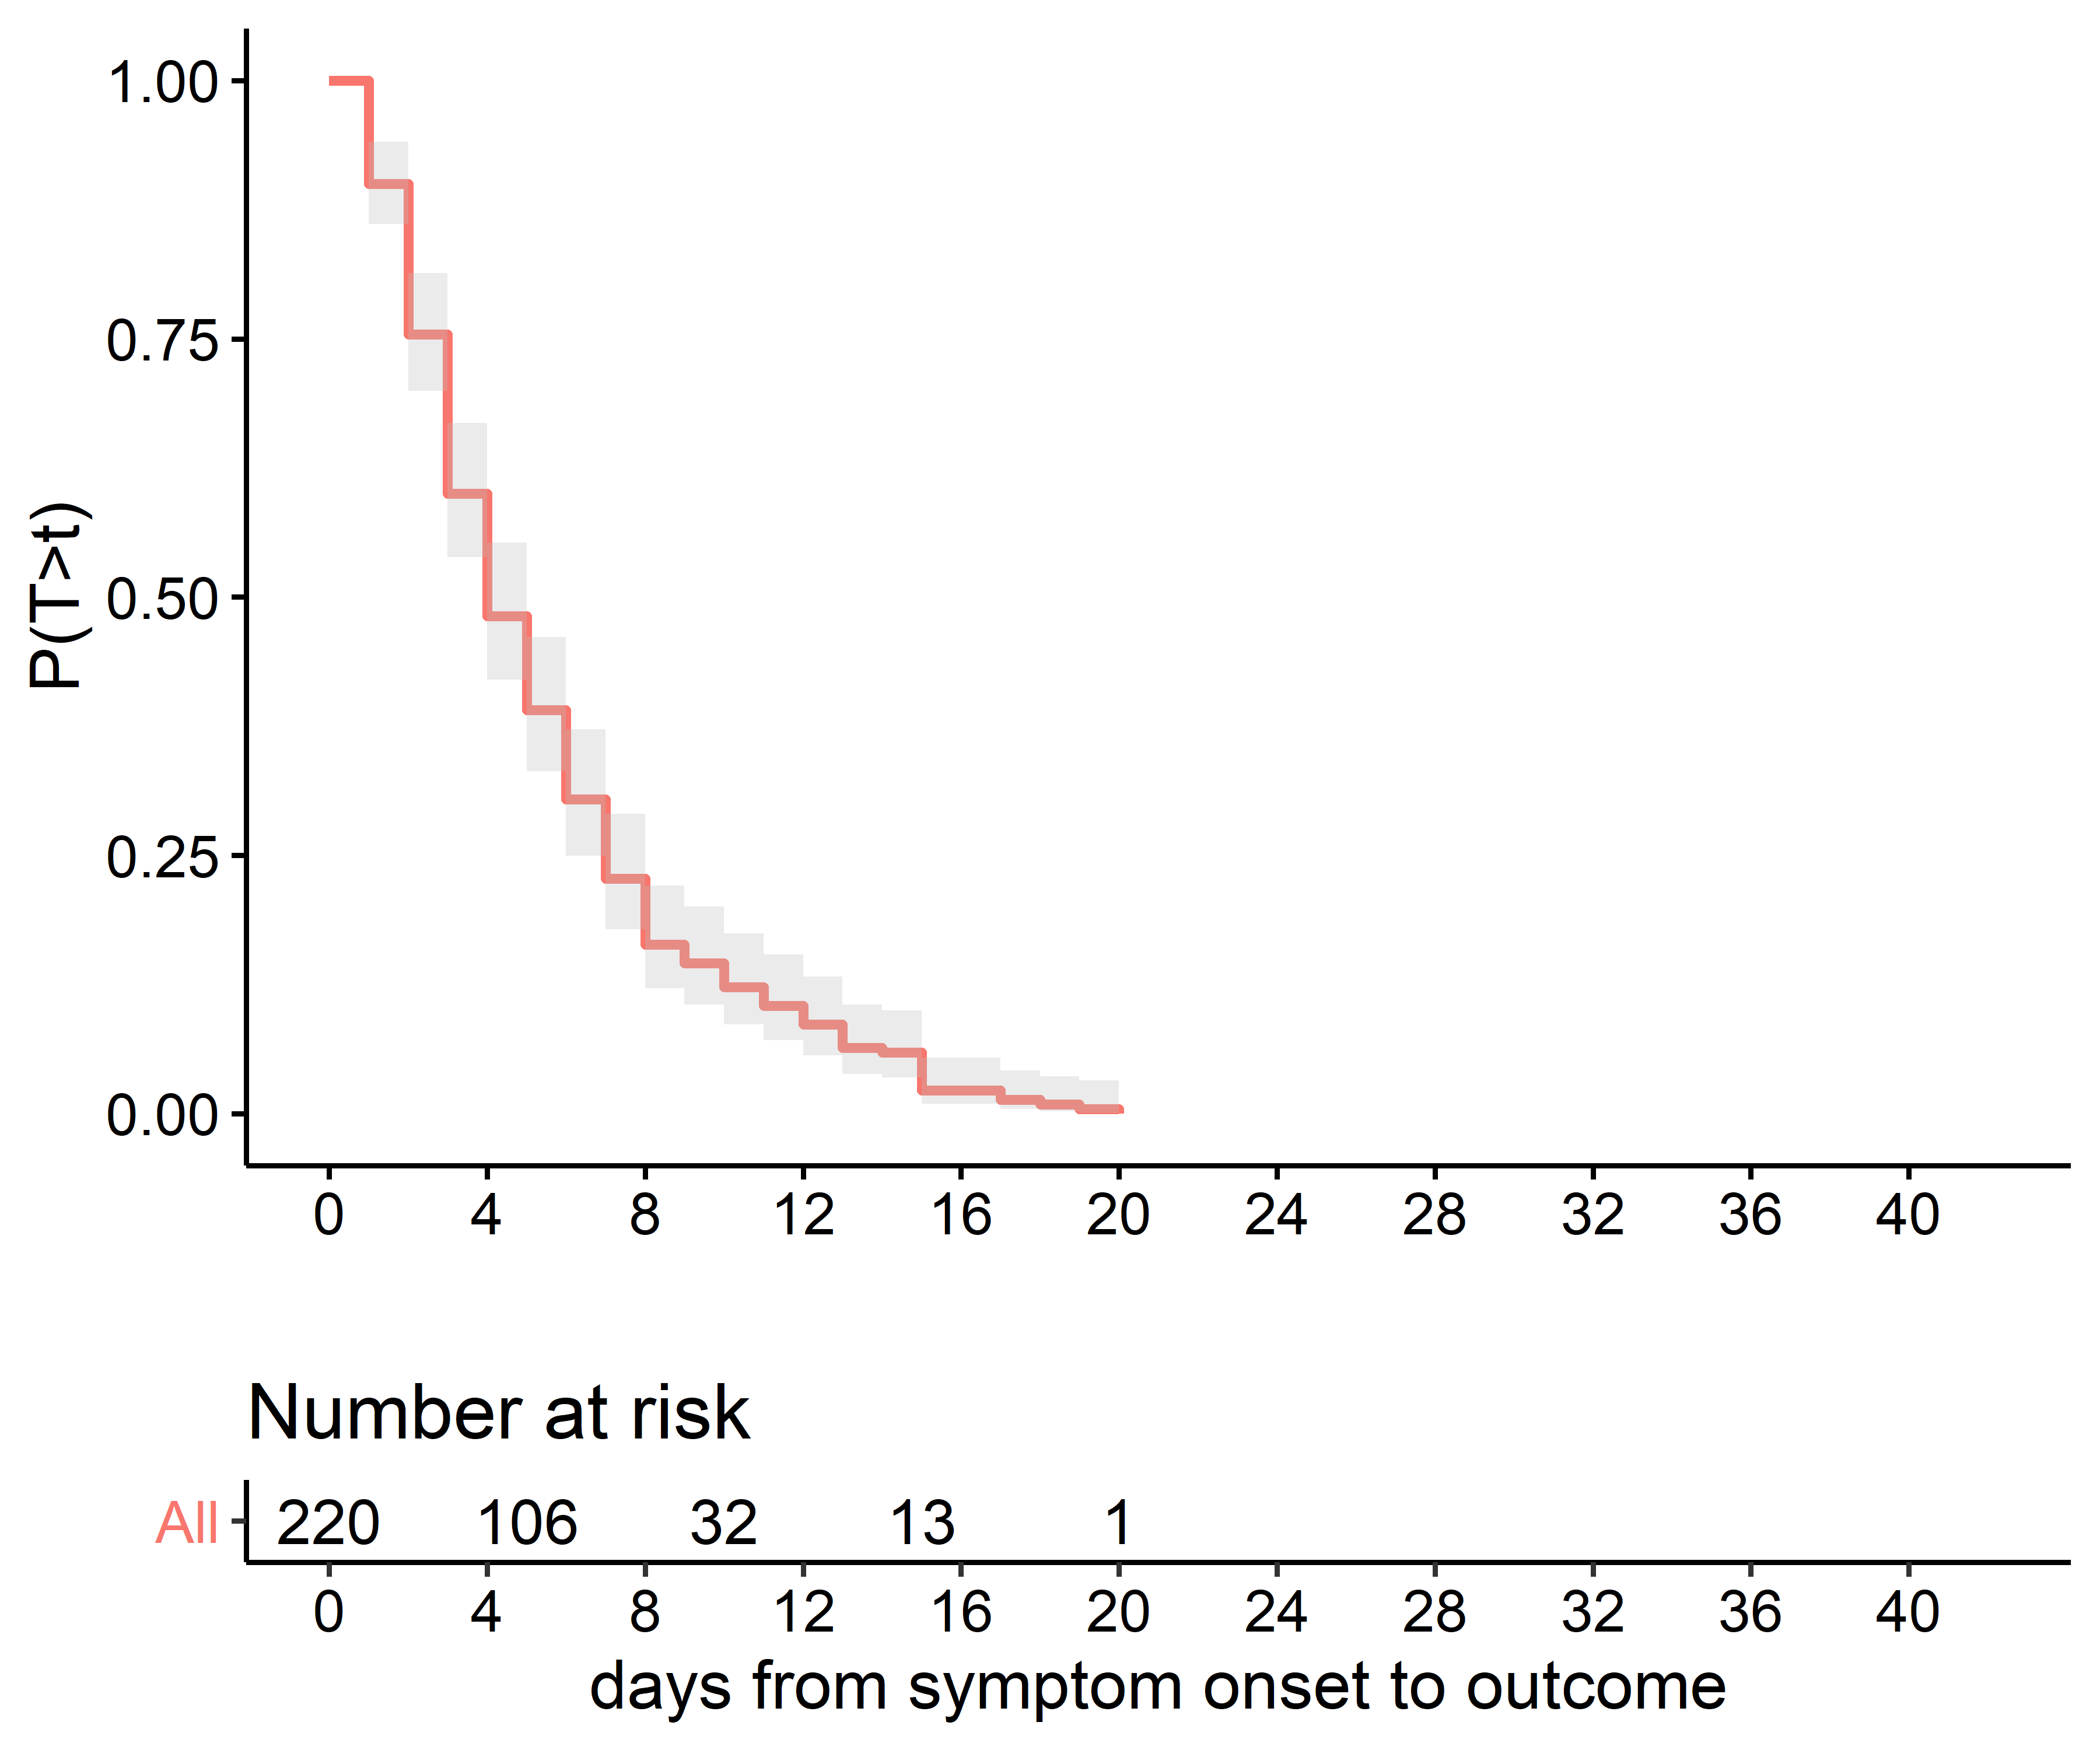 1.00
0.75
0.50
0.25
0.00
P(T>t)
0 4 8 12 16 20 24 28 32 36 40
Number at risk
All 220 106 32 13 1
0 4 8 12 16 20 24 28 32 36 40
days from symptom onset to outcome